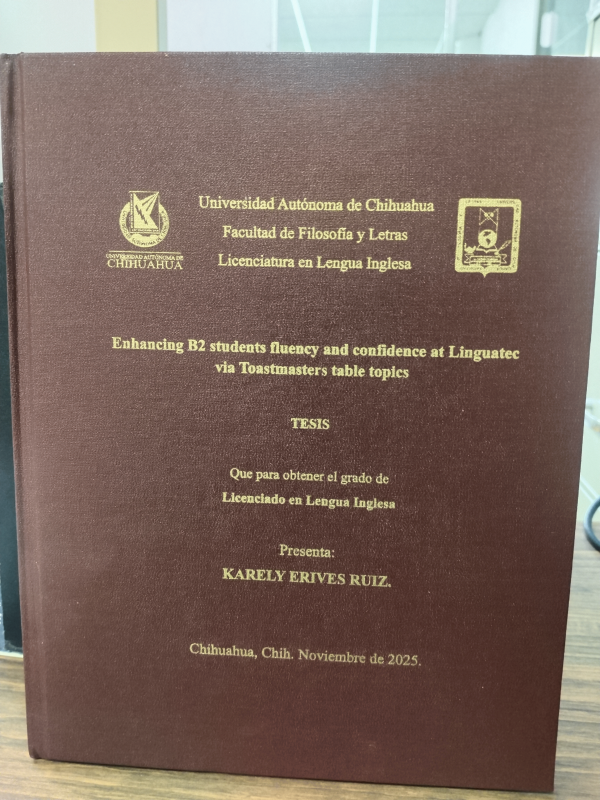 Universidad Autónoma de Chihuahua
Facultad de Filosofía y Letras
Licenciatura en Lengua Inglesa
UNIVERSIDAD AUTÓNOMA DE
CHIHUAHUA
Enhancing B2 students fluency and confidence at Linguatec
via Toastmasters table topics
TESIS
Que para obtener el grado de
Licenciado en Lengua Inglesa
Presenta:
KARELY ERIVES RUIZ.
Chihuahua, Chih. Noviembre de 2025.